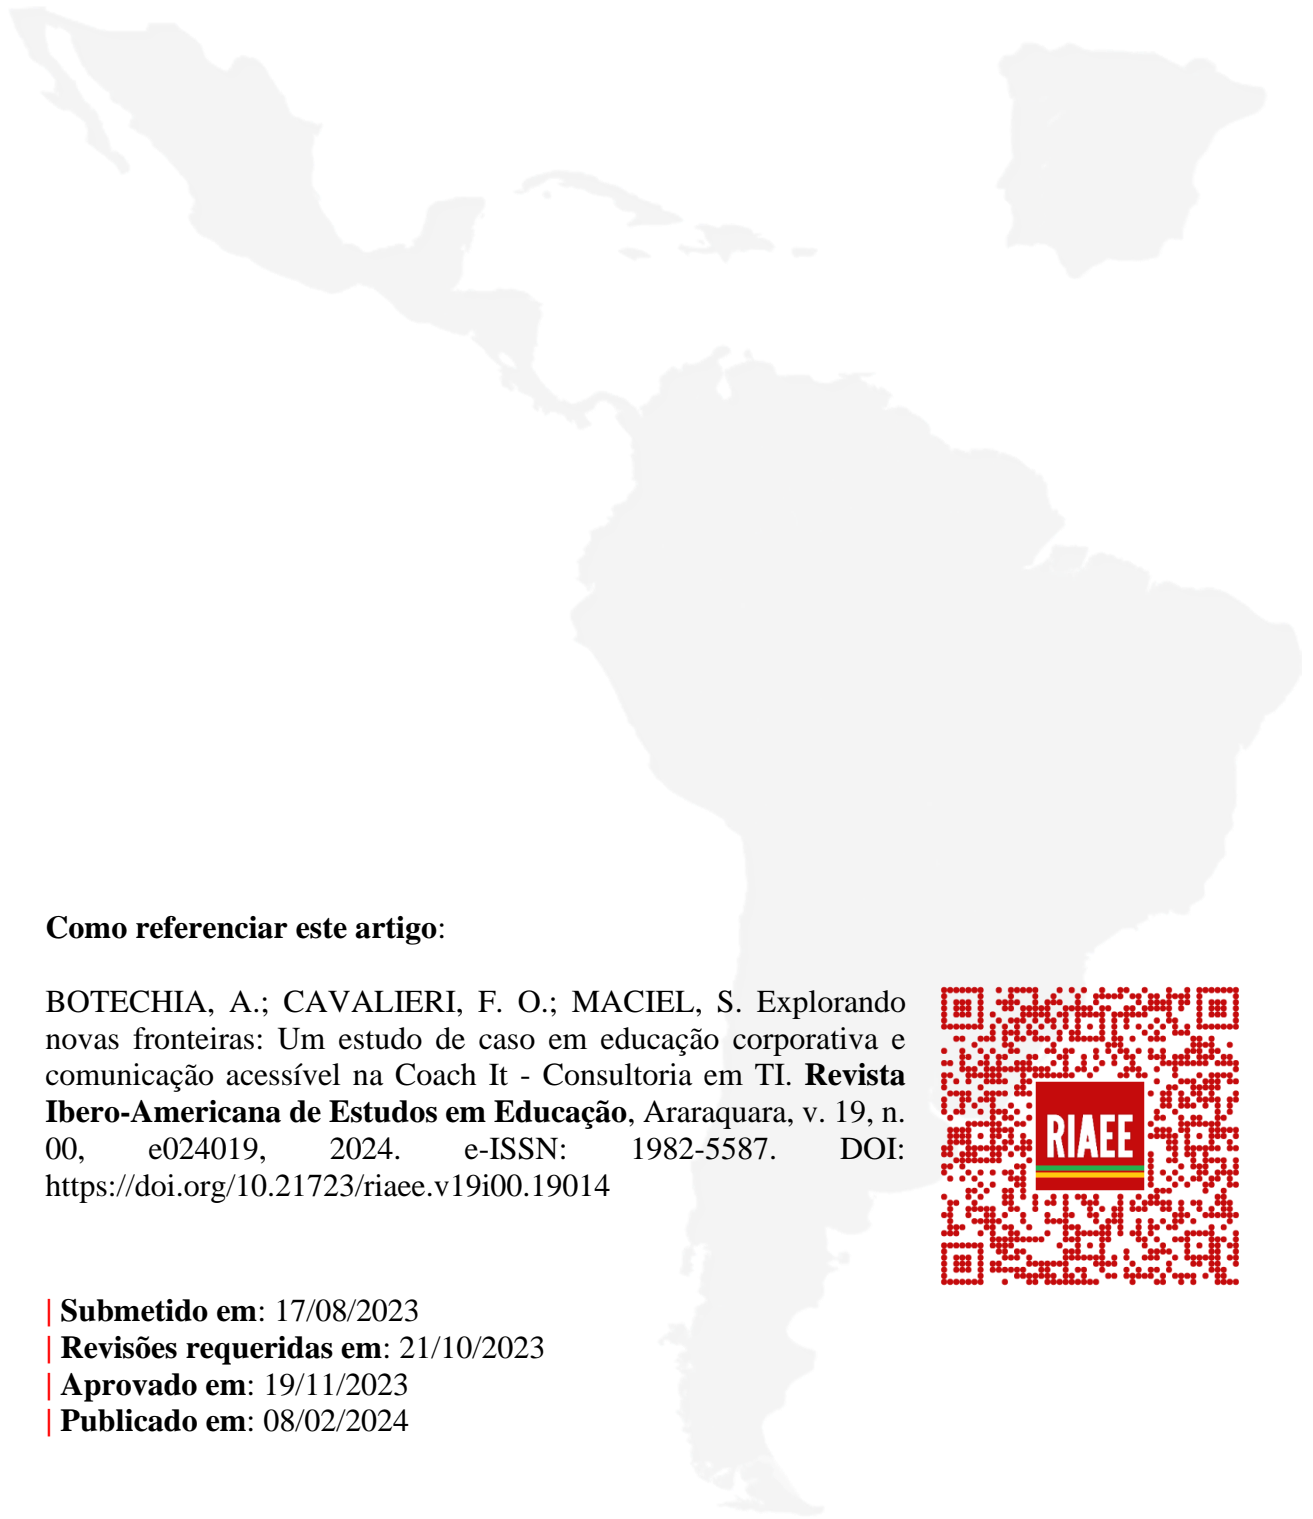 Como referenciar este artigo:
BOTECHIA, A.; CAVALIERI, F. O.; MACIEL, S. Explorando
novas fronteiras: Um estudo de caso em educação corporativa e
comunicação acessível na Coach It - Consultoria em TI. Revista
Ibero-Americana de Estudos em Educação, Araraquara, v. 19, n.
00, e024019, 2024. e-ISSN: 1982-5587. DOI:
https://doi.org/10.21723/riaee.v19i00.19014
RIAEE
| Submetido em: 17/08/2023
| Revisões requeridas em: 21/10/2023
| Aprovado em: 19/11/2023
| Publicado em: 08/02/2024